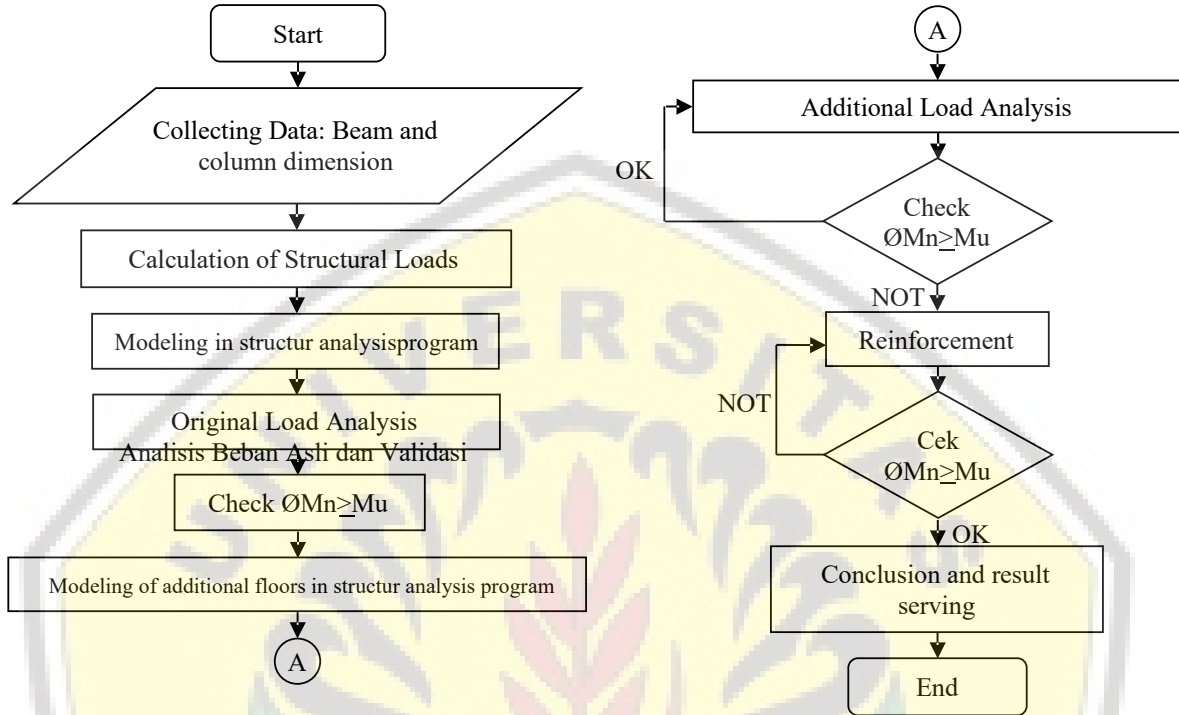 Start
Collecting Data: Beam and
column dimension
Calculation of Structural Loads
Modeling in structur analysisprogram
Original Load Analysis
Analisis Beban Asli dan Validasi
Check ØMn≥Mu
Modeling of additional floors in structur analysis program
A
A
Additional Load Analysis
OK
Check
ØMn≥Mu
NOT
Reinforcement
NOT
Cek
ØMn≥Mu
OK
Conclusion and result
serving
End
UNIVERSITAS